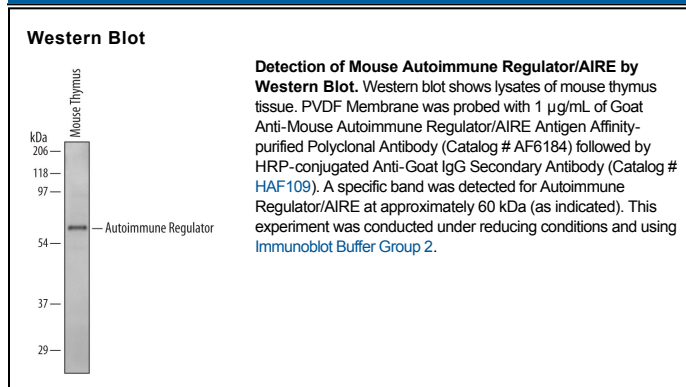 Western Blot
Mouse Thymus
kDa
206
118
97
Autoimmune Regulator
54
37
29
Detection of Mouse Autoimmune Regulator/AIRE by
Western Blot. Western blot shows lysates of mouse thymus
tissue. PVDF Membrane was probed with 1 µg/mL of Goat
Anti-Mouse Autoimmune Regulator/AIRE Antigen Affinity-
purified Polyclonal Antibody (Catalog # AF6184) followed by
HRP-conjugated Anti-Goat IgG Secondary Antibody (Catalog #
HAF109). A specific band was detected for Autoimmune
Regulator/AIRE at approximately 60 kDa (as indicated). This
experiment was conducted under reducing conditions and using
Immunoblot Buffer Group 2.